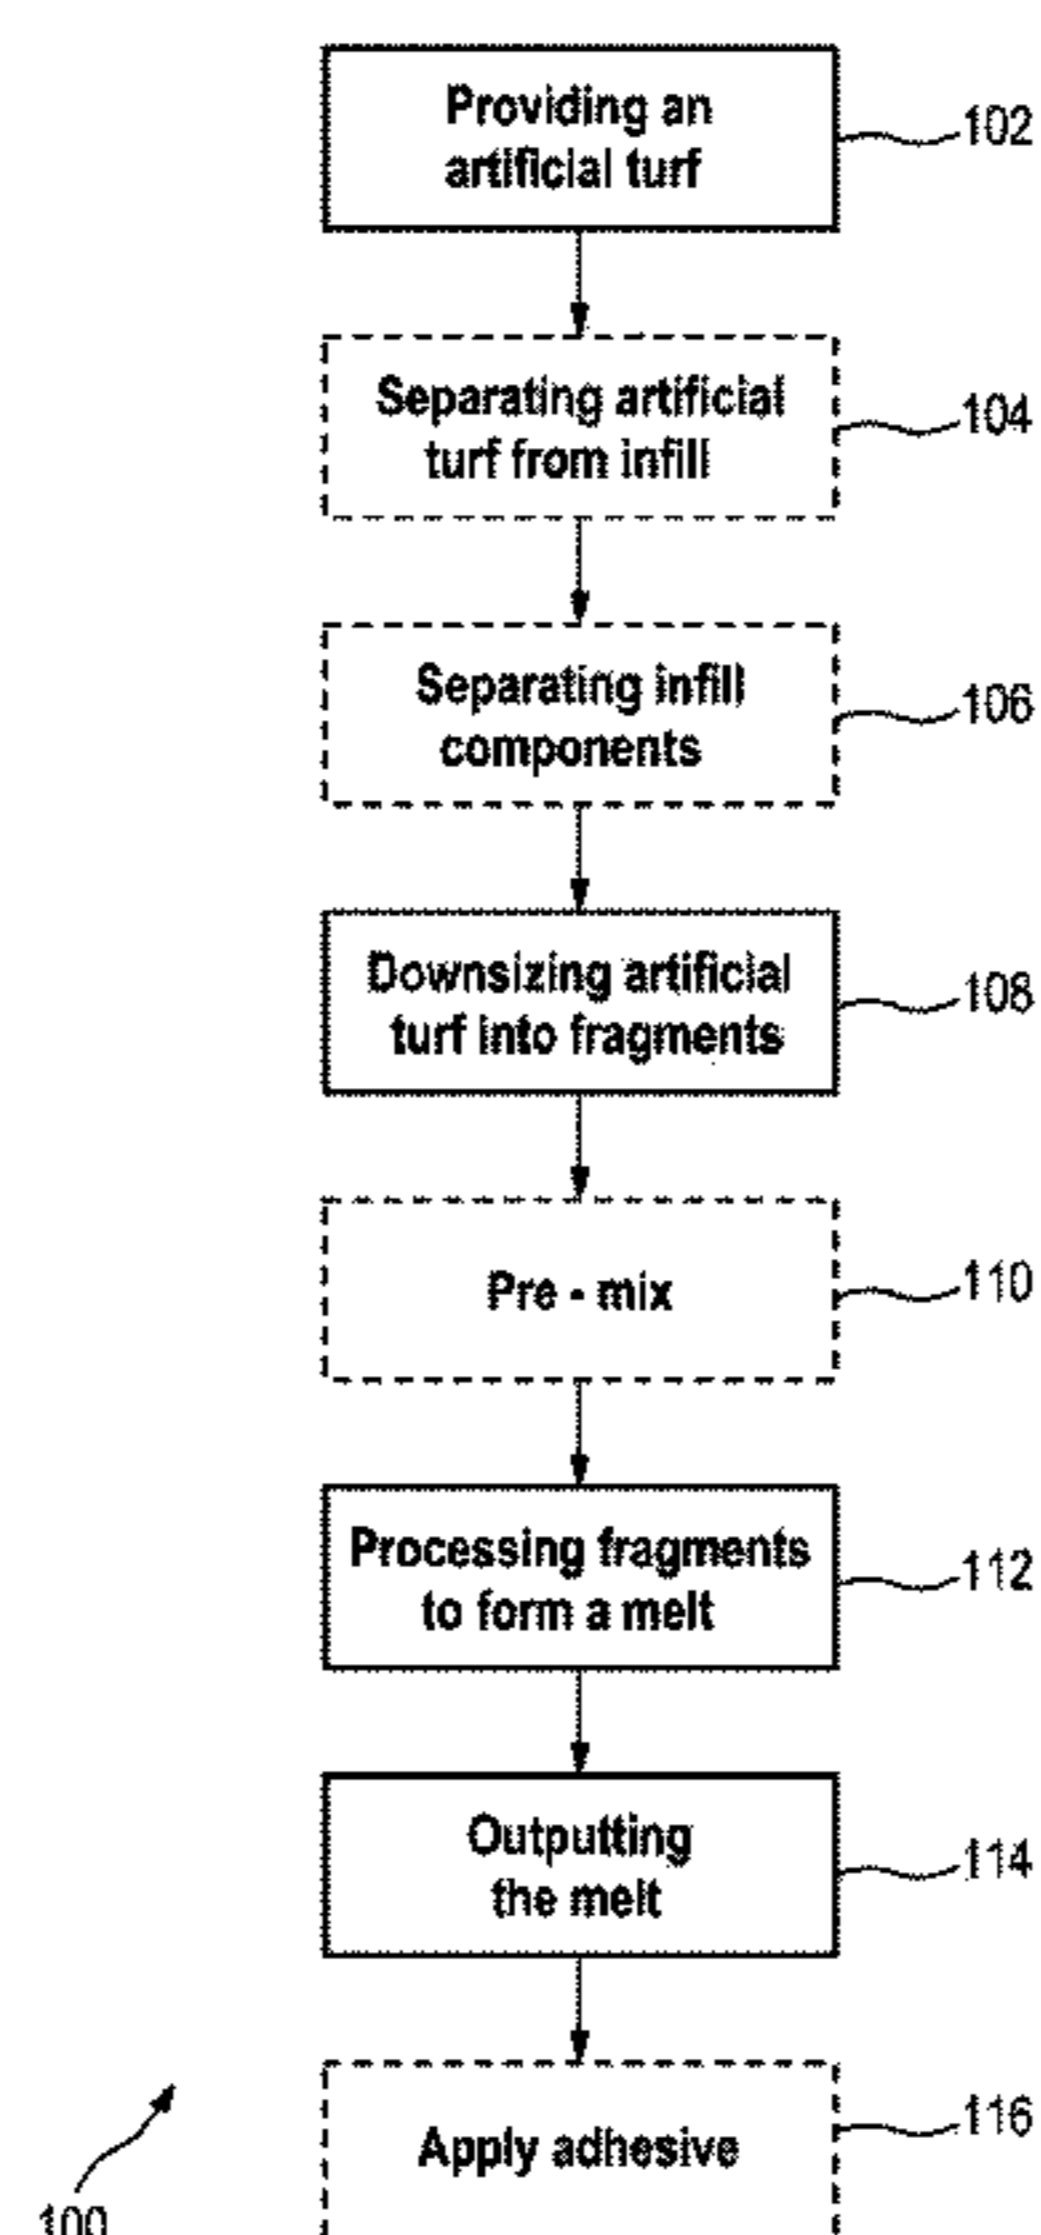 Providing an
artificial turf
102
Separating artificial
turf from infill
104
Separating infill
components
106
Downsizing artificial
turf into fragments
108
Pre - mix
110
Processing fragments
to form a melt
112
Outputting
the melt
114
Apply adhesive
116
100